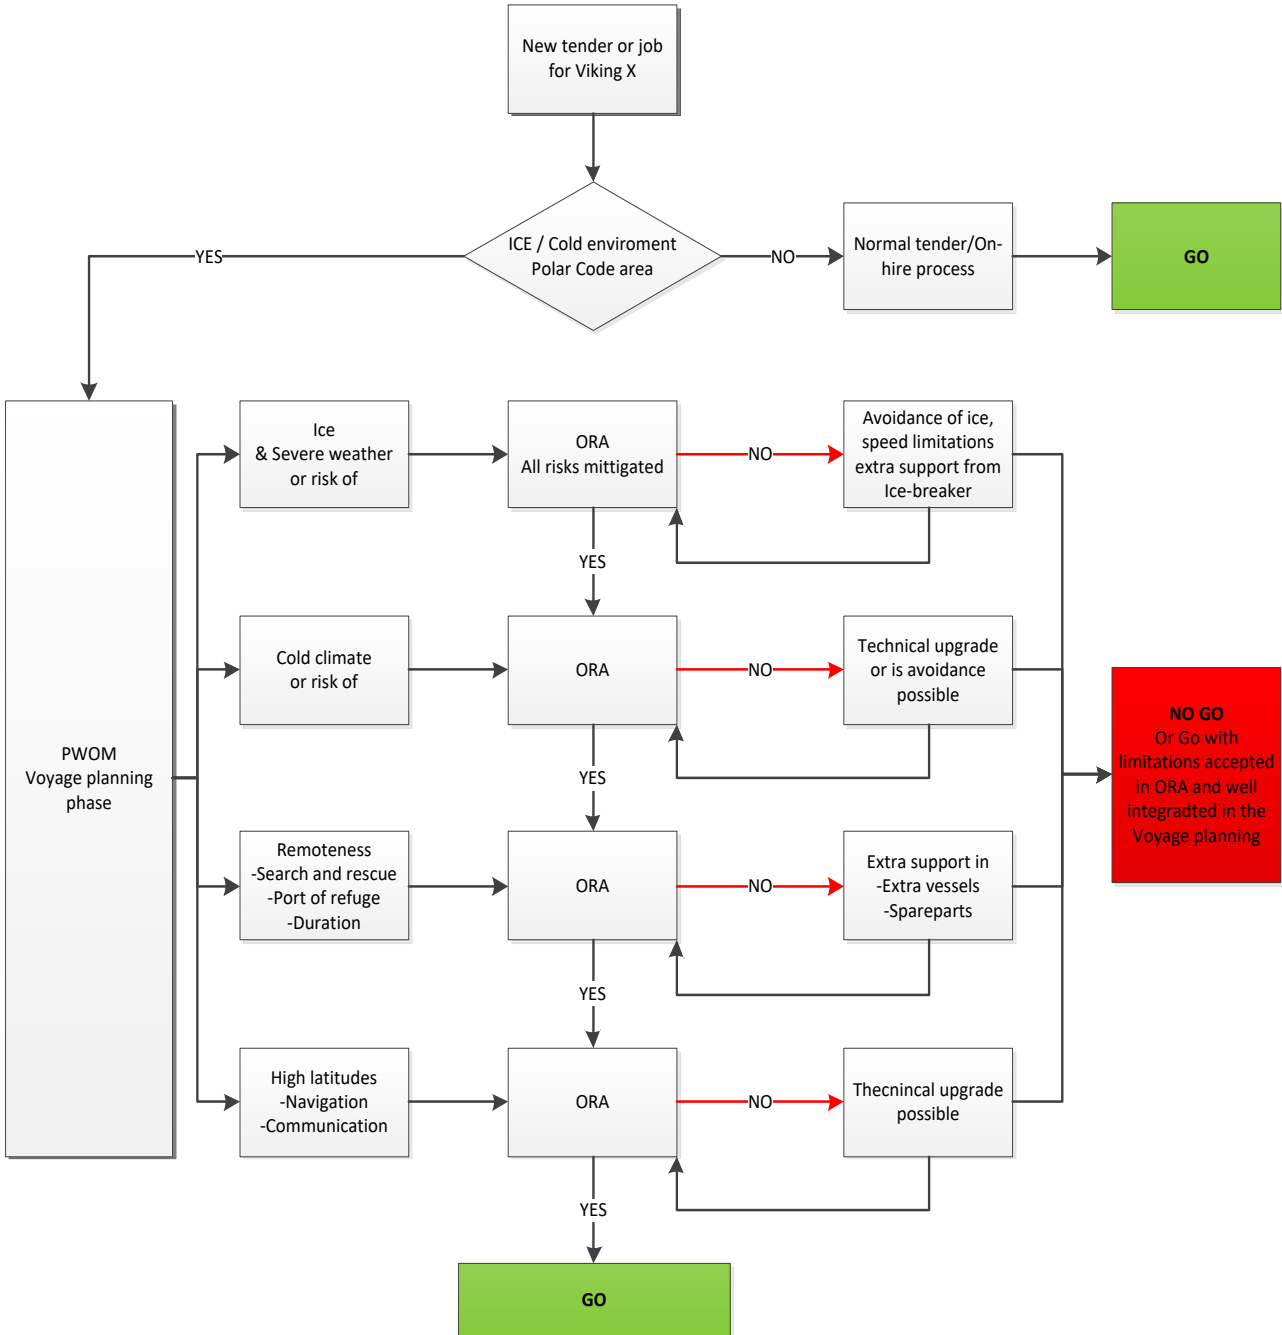 New tender or job
for Viking X
ICE / Cold enviroment
Polar Code area
YES
NO
Normal tender/On-
hire process
GO
PWOM
Voyage planning
phase
Ice
& Severe weather
or risk of
ORA
All risks mittigated
NO
Avoidance of ice,
speed limitations
extra support from
Ice-breaker
YES
Cold climate
or risk of
ORA
NO
Technical upgrade
or is avoidance
possible
YES
NO GO
Or Go with
limitations accepted
in ORA and well
integradted in the
Voyage planning
Remoteness
-Search and rescue
-Port of refuge
-Duration
ORA
NO
Extra support in
-Extra vessels
-Spareparts
YES
High latitudes
-Navigation
-Communication
ORA
NO
Thecnincal upgrade
possible
YES
GO